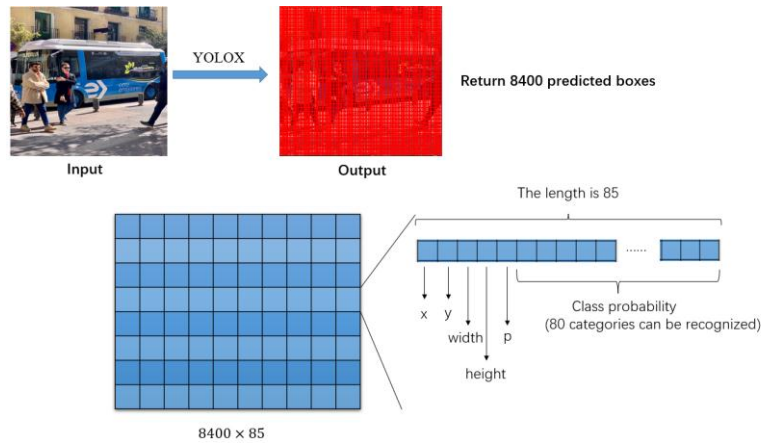 YOLOX
Return 8400 predicted boxes
Input
Output
The length is 85
......
x
y
width
height
p
Class probability
(80 categories can be recognized)
8400 × 85